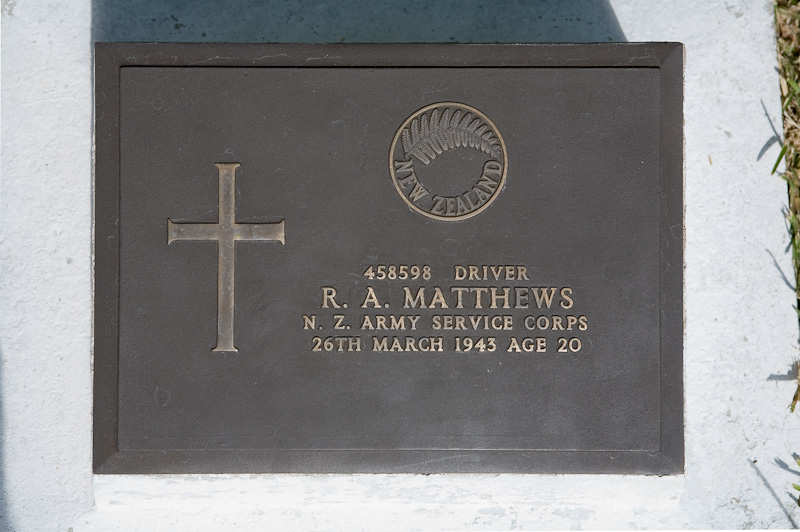 NEW ZEALAND
458598 DRIVER
R. A. MATTHEWS
N. Z. ARMY SERVICE CORPS
26TH MARCH 1943 AGE 20